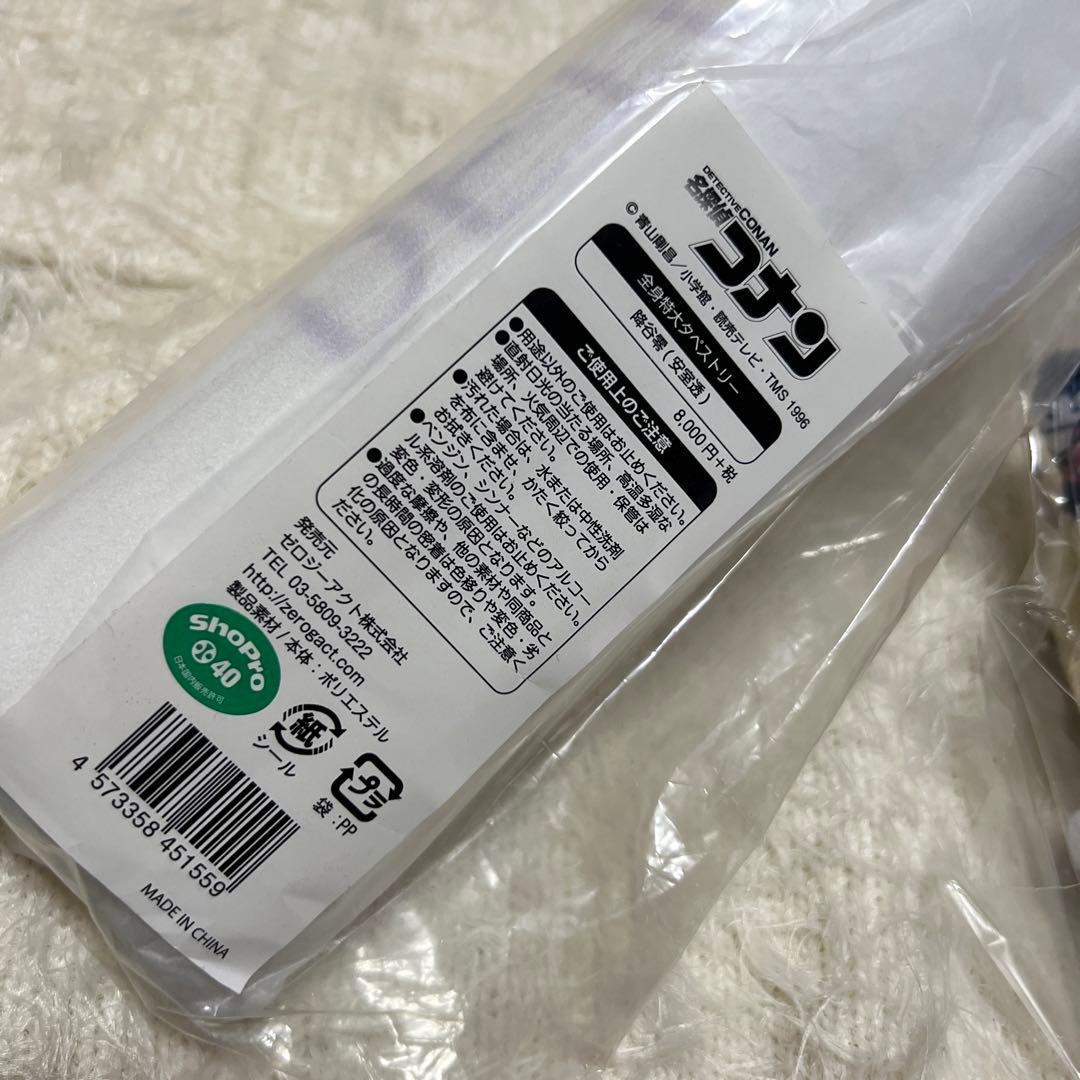 DETECTIVE CONAN
名探偵
コナン
© 青山剛昌／小学館・読売テレビ・TMS 1996
全身特大タペストリー
降谷零(安室透)
8,000円+税
ご使用上のご注意
●用途以外のご使用はお止めください。
●直射日光の当たる場所、高温多湿な
場所、火気周辺での使用・保管は
避けてください。
●汚れた場合は、水または中性洗剤
を布に含ませ、かたく絞ってから
お拭きください。
●ベンジン、シンナーなどのアルコー
ル系溶剤のご使用はお止めください。
変色・変形の原因となります。
●過度な摩擦や、他の素材や同商品と
の長時間の密着は色移りや変色・劣
化の原因となりますので、ご注意く
ださい。
発売元
ゼロジーアクト株式会社
TEL 03-5809-3222
http://zerogact.com
製品素材/本体：ポリエステル
ShoPro
小 40
日本国内販売許可
紙
シール
プラ
袋：PP
4 573358 451559
MADE IN CHINA